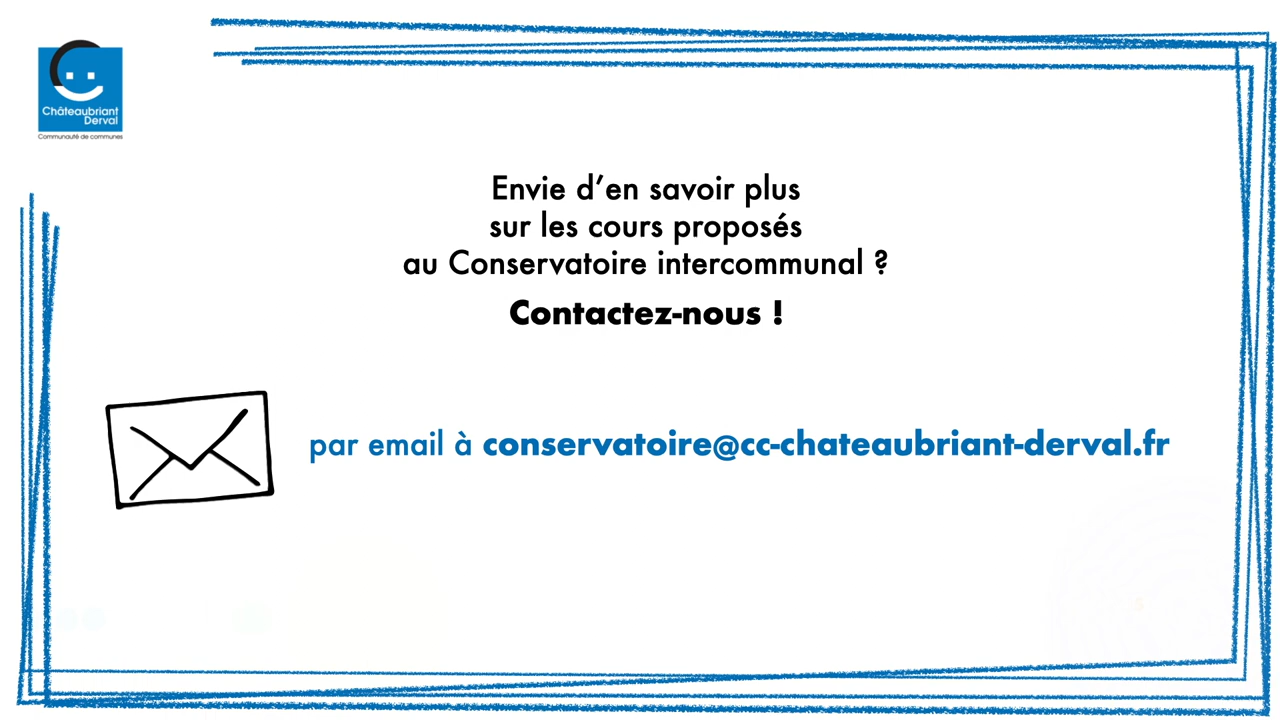 Châteaubriant
Derval
Communauté de communes
Envie d’en savoir plus
sur les cours proposés
au Conservatoire intercommunal ?
Contactez-nous !
par email à conservatoire@cc-chateaubriant-derval.fr